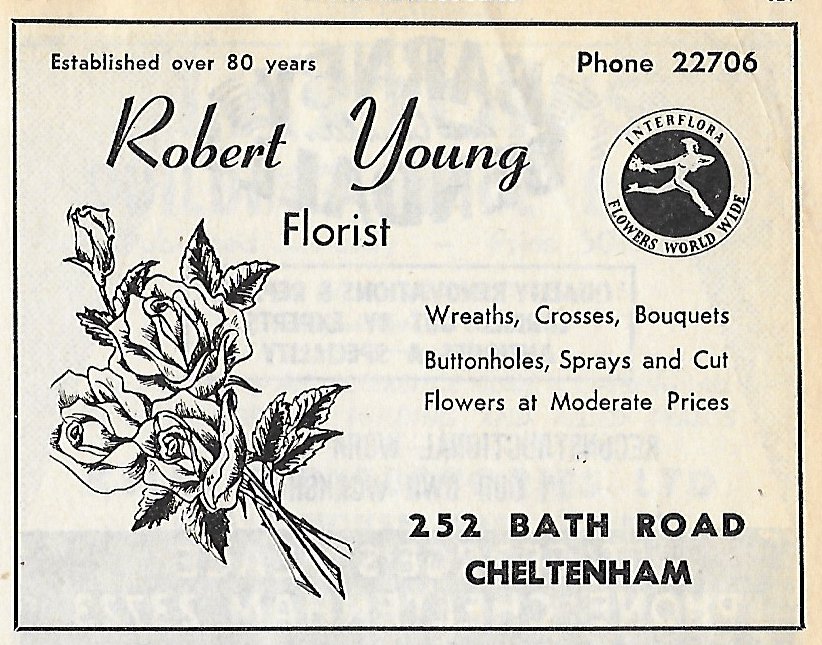 Established over 80 years
Phone 22706
Robert Young
Florist
INTERFLORA
FLOWERS WORLD WIDE
Wreaths, Crosses, Bouquets
Buttonholes, Sprays and Cut
Flowers at Moderate Prices
252 BATH ROAD
CHELTENHAM